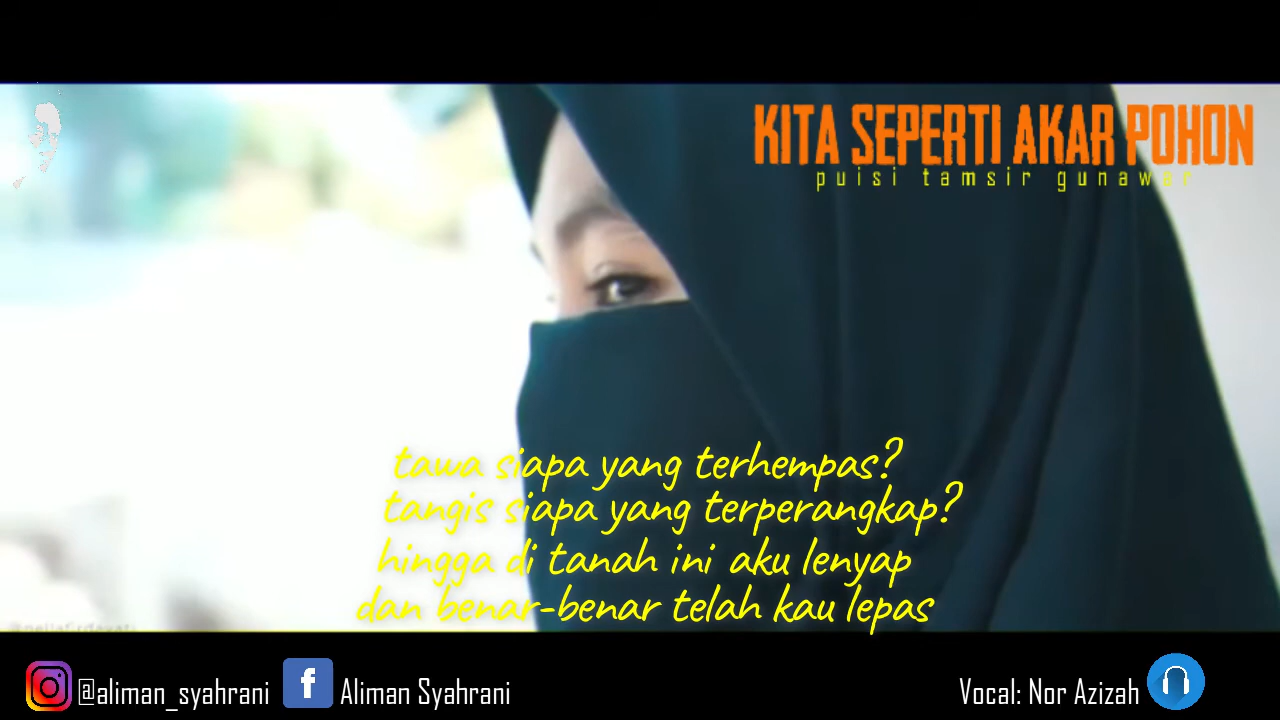 KITA SEPERTI AKAR POHON
puisi tamsir gunawan
tawa siapa yang terhempas?
tangis siapa yang terperangkap?
hingga di tanah ini aku lenyap
dan benar-benar telah kau lepas
@aliman_syahrani
Aliman Syahrani
Vocal: Nor Azizah